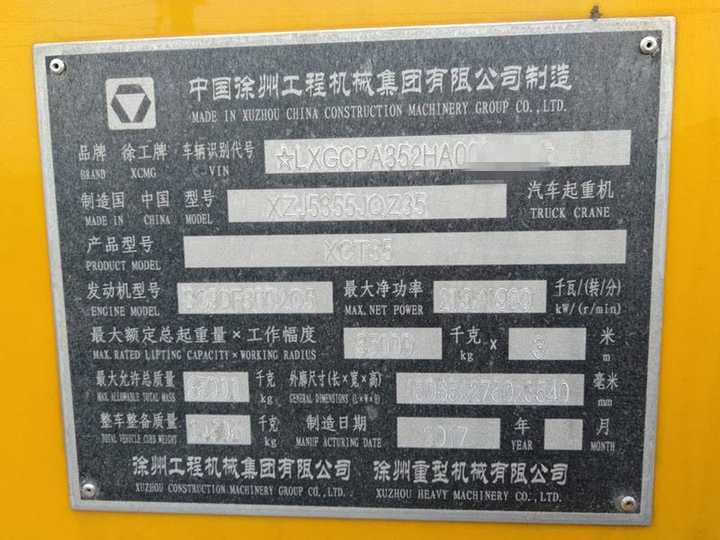 中国徐州工程机械集团有限公司制造
MADE IN XUZHOU CHINA CONSTRUCTION MACHINERY GROUP CO., LTD.
品牌 徐工牌 车辆识别代号 ☆LXGCPA352HA0
BRAND XCMG VIN
制造国 中国 型号 XZJ5355JQZ35 汽车起重机
MADE IN CHINA MODEL TRUCK CRANE
产品型号 XCT35
PRODUCT MODEL
发动机型号 最大净功率 千瓦/(转/分)
ENGINE MODEL MAX. NET POWER kW/(r/min)
最大额定总起重量×工作幅度 35000 千克 × 3 米
MAX. RATED LIFTING CAPACITY×WORKING RADIUS kg m
最大允许总质量 千克 外廓尺寸(长×宽×高) 毫米
MAX. ALLOWABLE TOTAL MASS kg GENERAL DIMENSIONS (L×W×H) mm
整车整备质量 千克 制造日期 2017 年 月
TOTAL VEHICLE CURB WEIGHT kg MANUF ACTURING DATE YEAR MONTH
徐州工程机械集团有限公司 徐州重型机械有限公司
XUZHOU CONSTRUCTION MACHINERY GROUP CO., LTD. XUZHOU HEAVY MACHINERY CO., LTD.